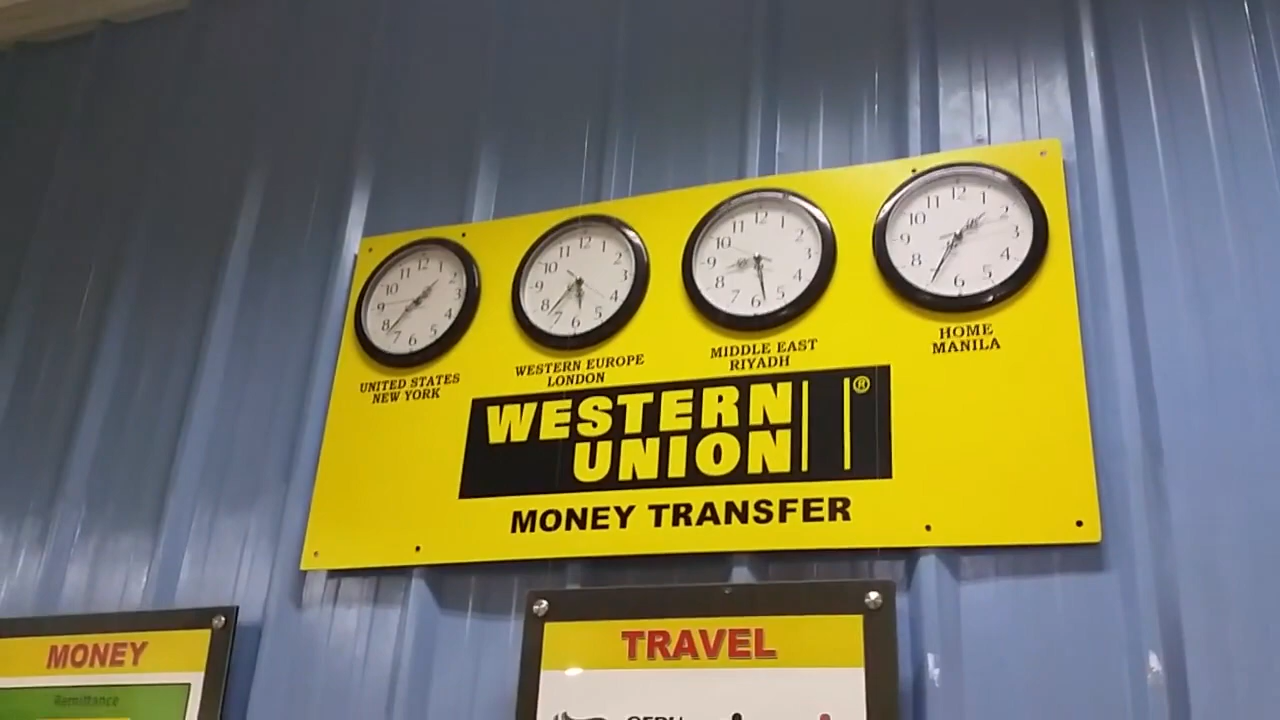 UNITED STATES
NEW YORK
WESTERN EUROPE
LONDON
MIDDLE EAST
RIYADH
HOME
MANILA
WESTERN
UNION ®
MONEY TRANSFER
MONEY
Remittance
TRAVEL